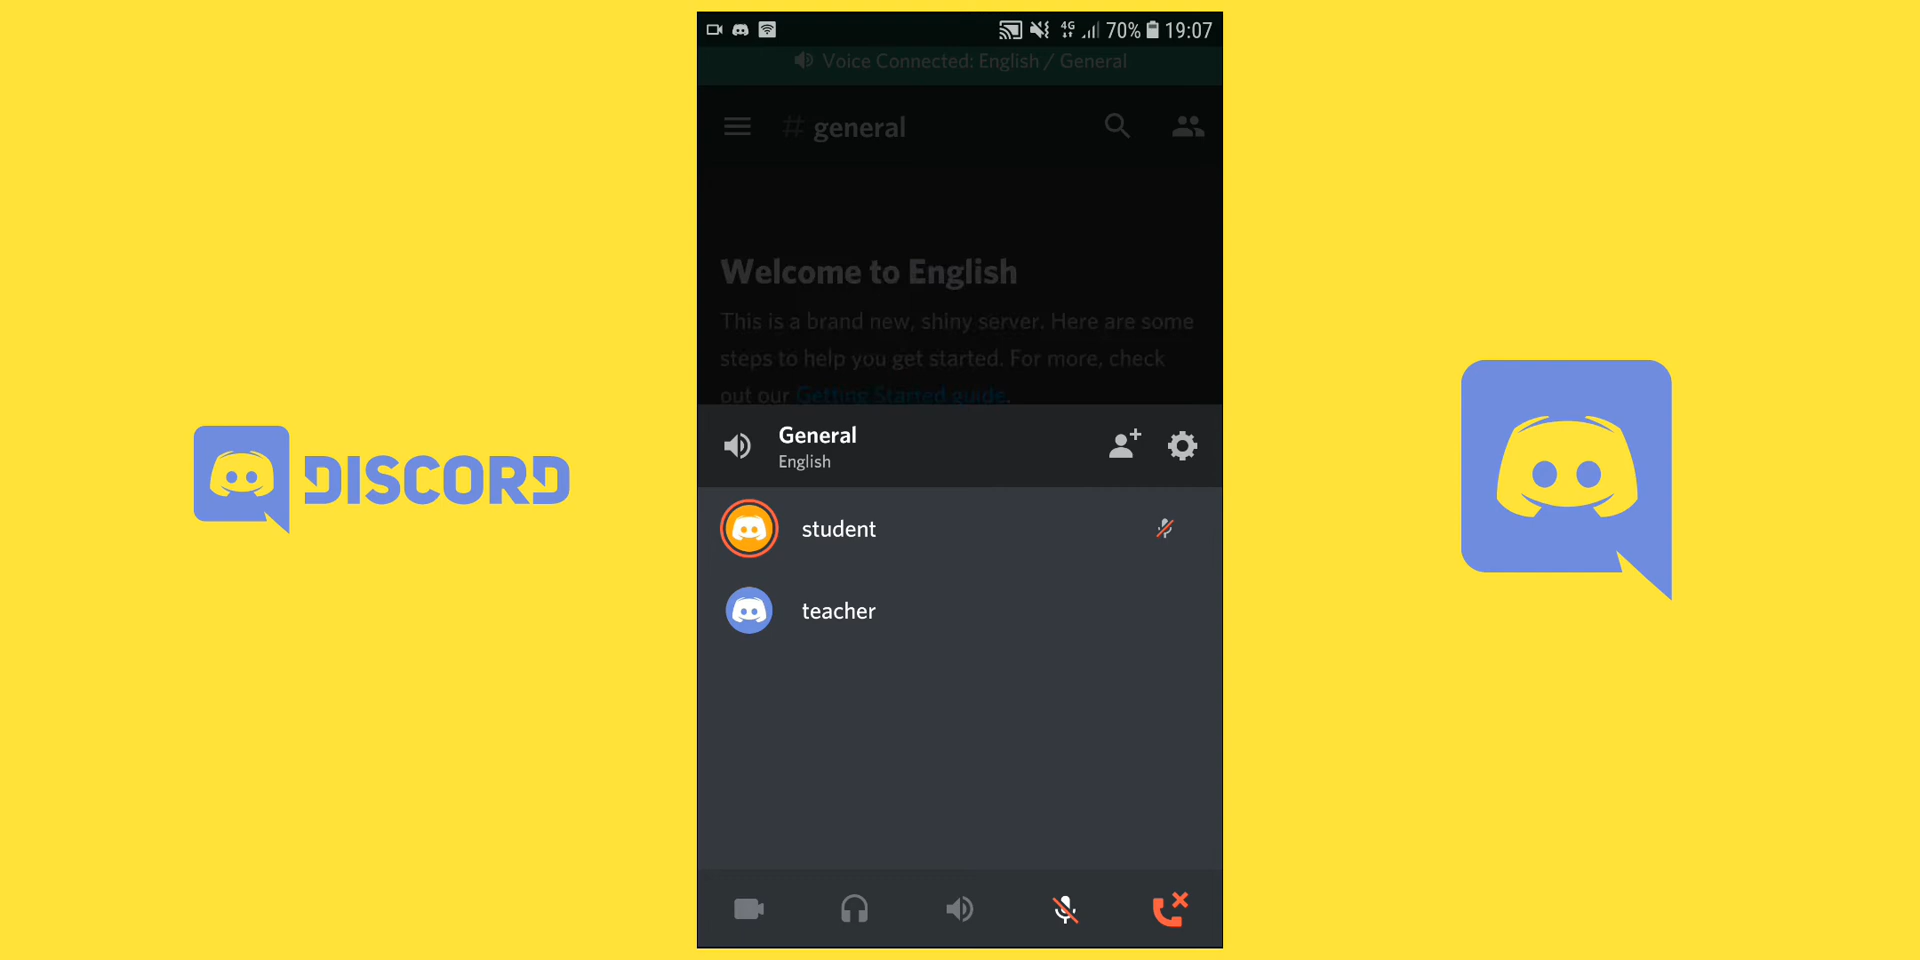 4G 70% 19:07
Voice Connected: English / General
# general
Welcome to English
This is a brand new, shiny server. Here are some
steps to help you get started. For more, check
out our Getting Started guide.
General
English
student
teacher
DISCORD